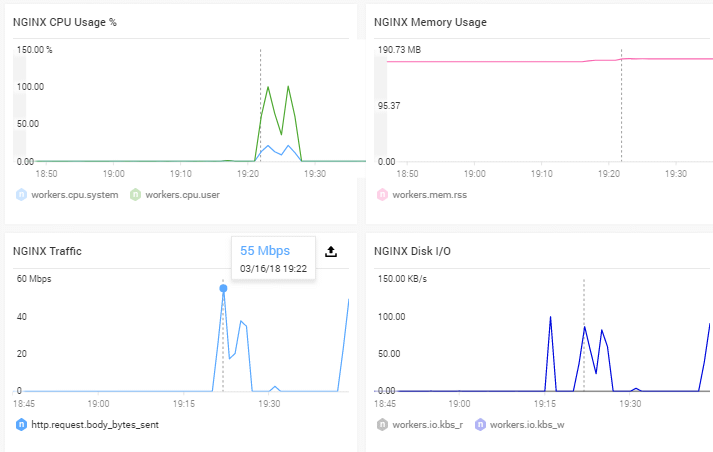 NGINX CPU Usage %
150.00 %
100.00
50.00
0.00
18:50 19:00 19:10 19:20 19:30
n workers.cpu.system n workers.cpu.user
NGINX Memory Usage
190.73 MB
95.37
0.00
18:50 19:00 19:10 19:20 19:30
n workers.mem.rss
NGINX Traffic
55 Mbps
03/16/18 19:22
60 Mbps
40
20
0
18:45 19:00 19:15 19:30
n http.request.body_bytes_sent
NGINX Disk I/O
150.00 KB/s
100.00
50.00
0.00
18:45 19:00 19:15 19:30
n workers.io.kbs_r n workers.io.kbs_w